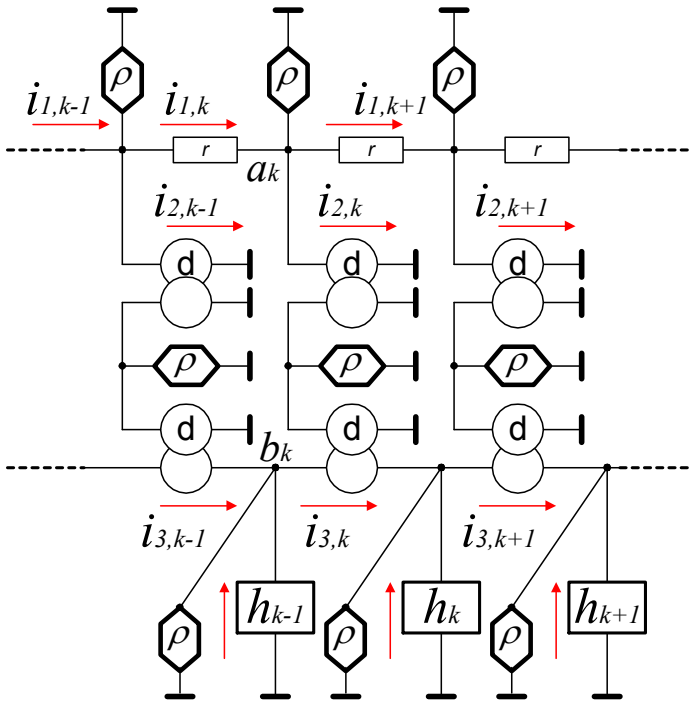 ρ ρ ρ
i1,k-1 i1,k i1,k+1
r r r
ak
i2,k-1 i2,k i2,k+1
d d d
ρ ρ ρ
d d d
bk
i3,k-1 i3,k i3,k+1
hk-1 hk hk+1
ρ ρ ρ